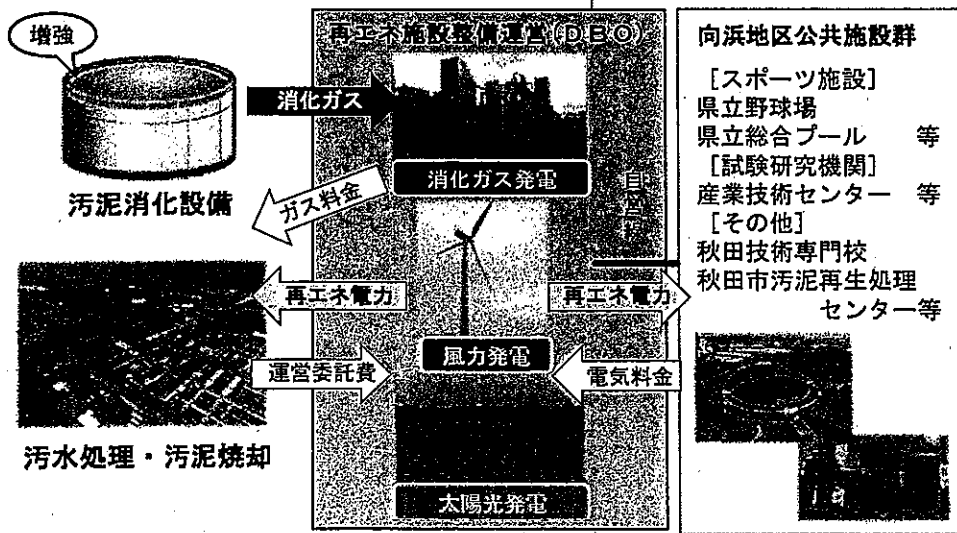 増強
消化ガス
汚泥消化設備
ガス料金
再エネ電力
運営委託費
汚水処理・汚泥焼却
再エネ施設整備運営(DBO)
消化ガス発電
風力発電
太陽光発電
再エネ電力
電気料金
向浜地区公共施設群
[スポーツ施設]
県立野球場
県立総合プール　等
[試験研究機関]
産業技術センター　等
[その他]
秋田技術専門校
秋田市汚泥再生処理
センター等